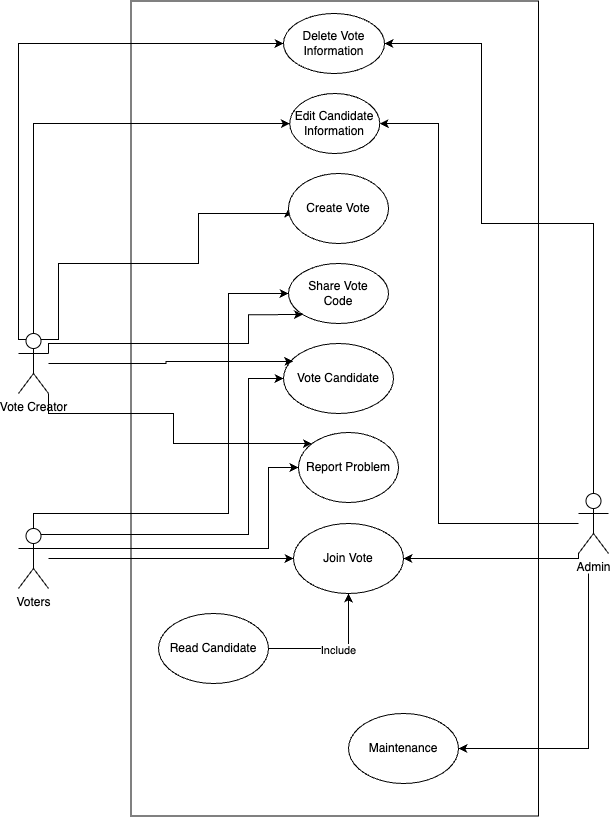 Delete Vote
Information
Edit Candidate
Information
Create Vote
Share Vote
Code
Vote Candidate
Vote Creator
Report Problem
Join Vote
Admin
Voters
Read Candidate
Include
Maintenance